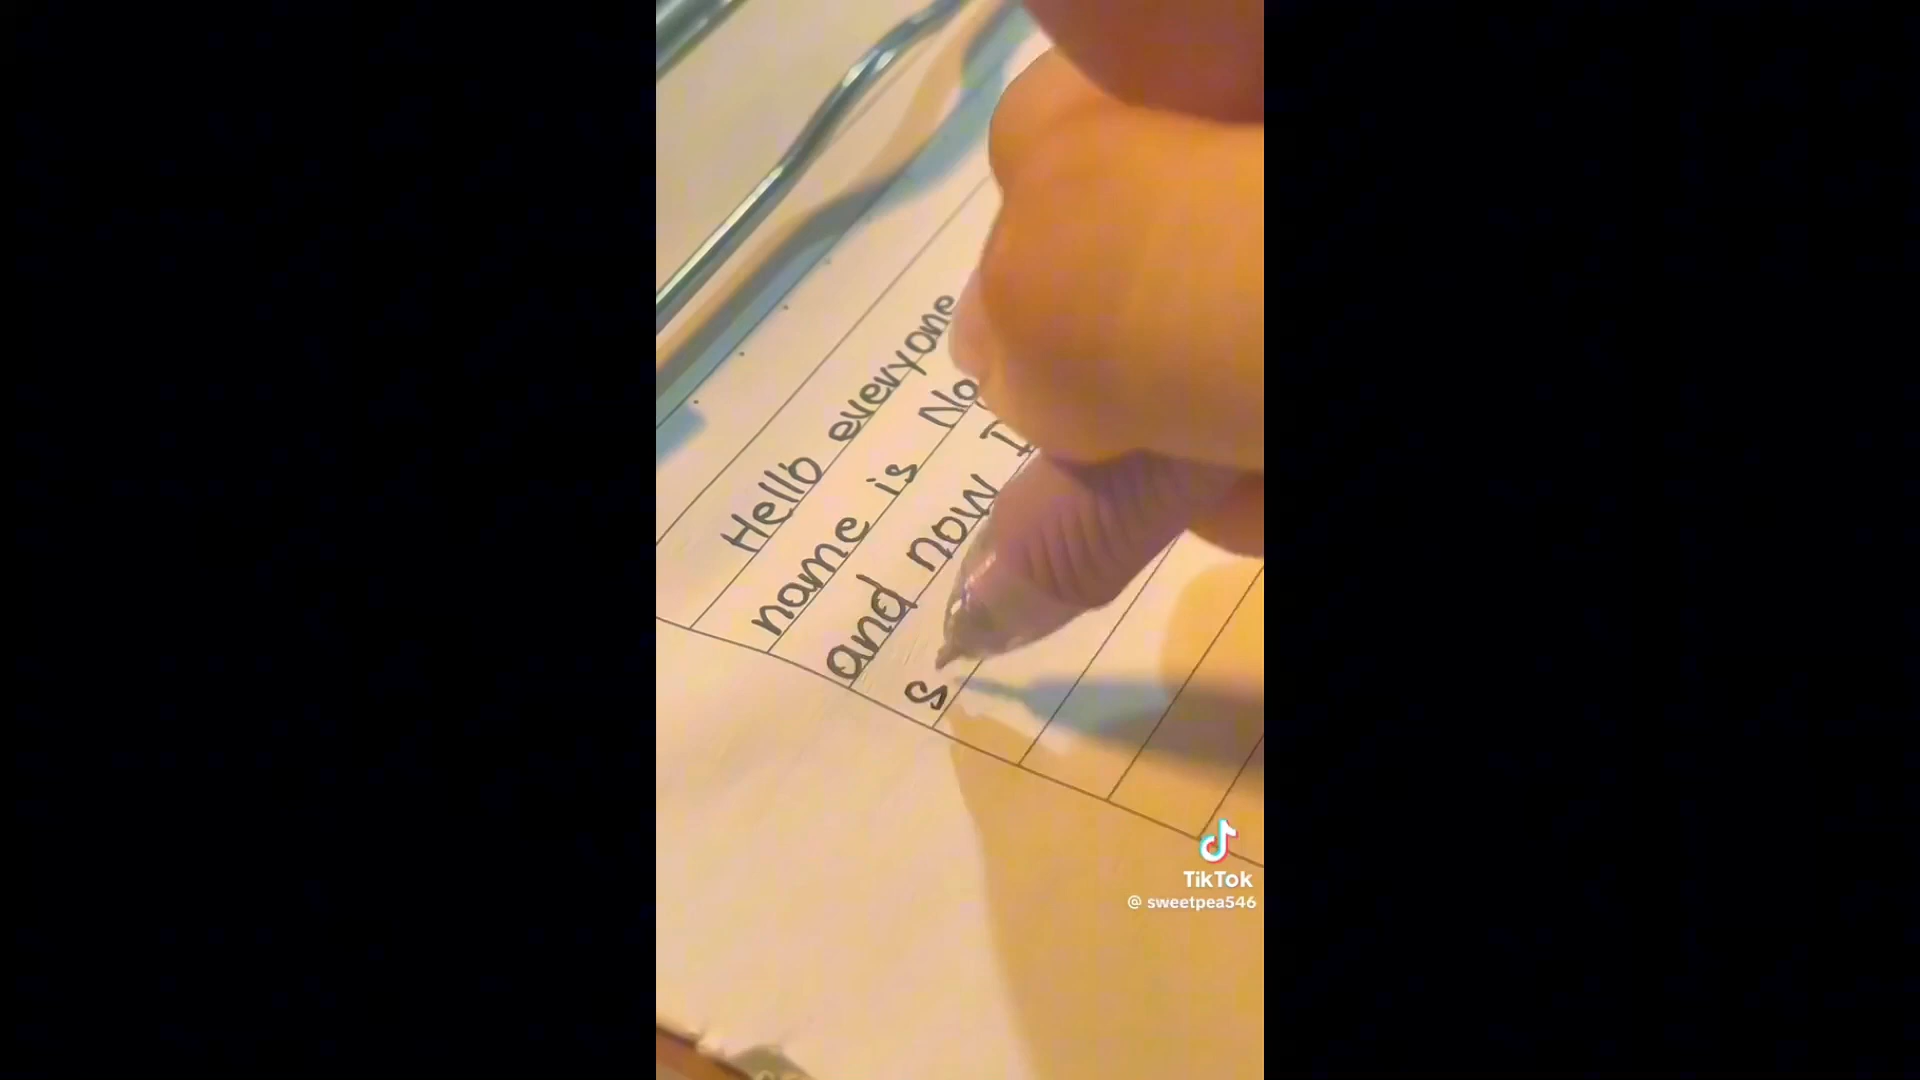 Hello everyone
name is
and now I
s
TikTok
@ sweetpea546